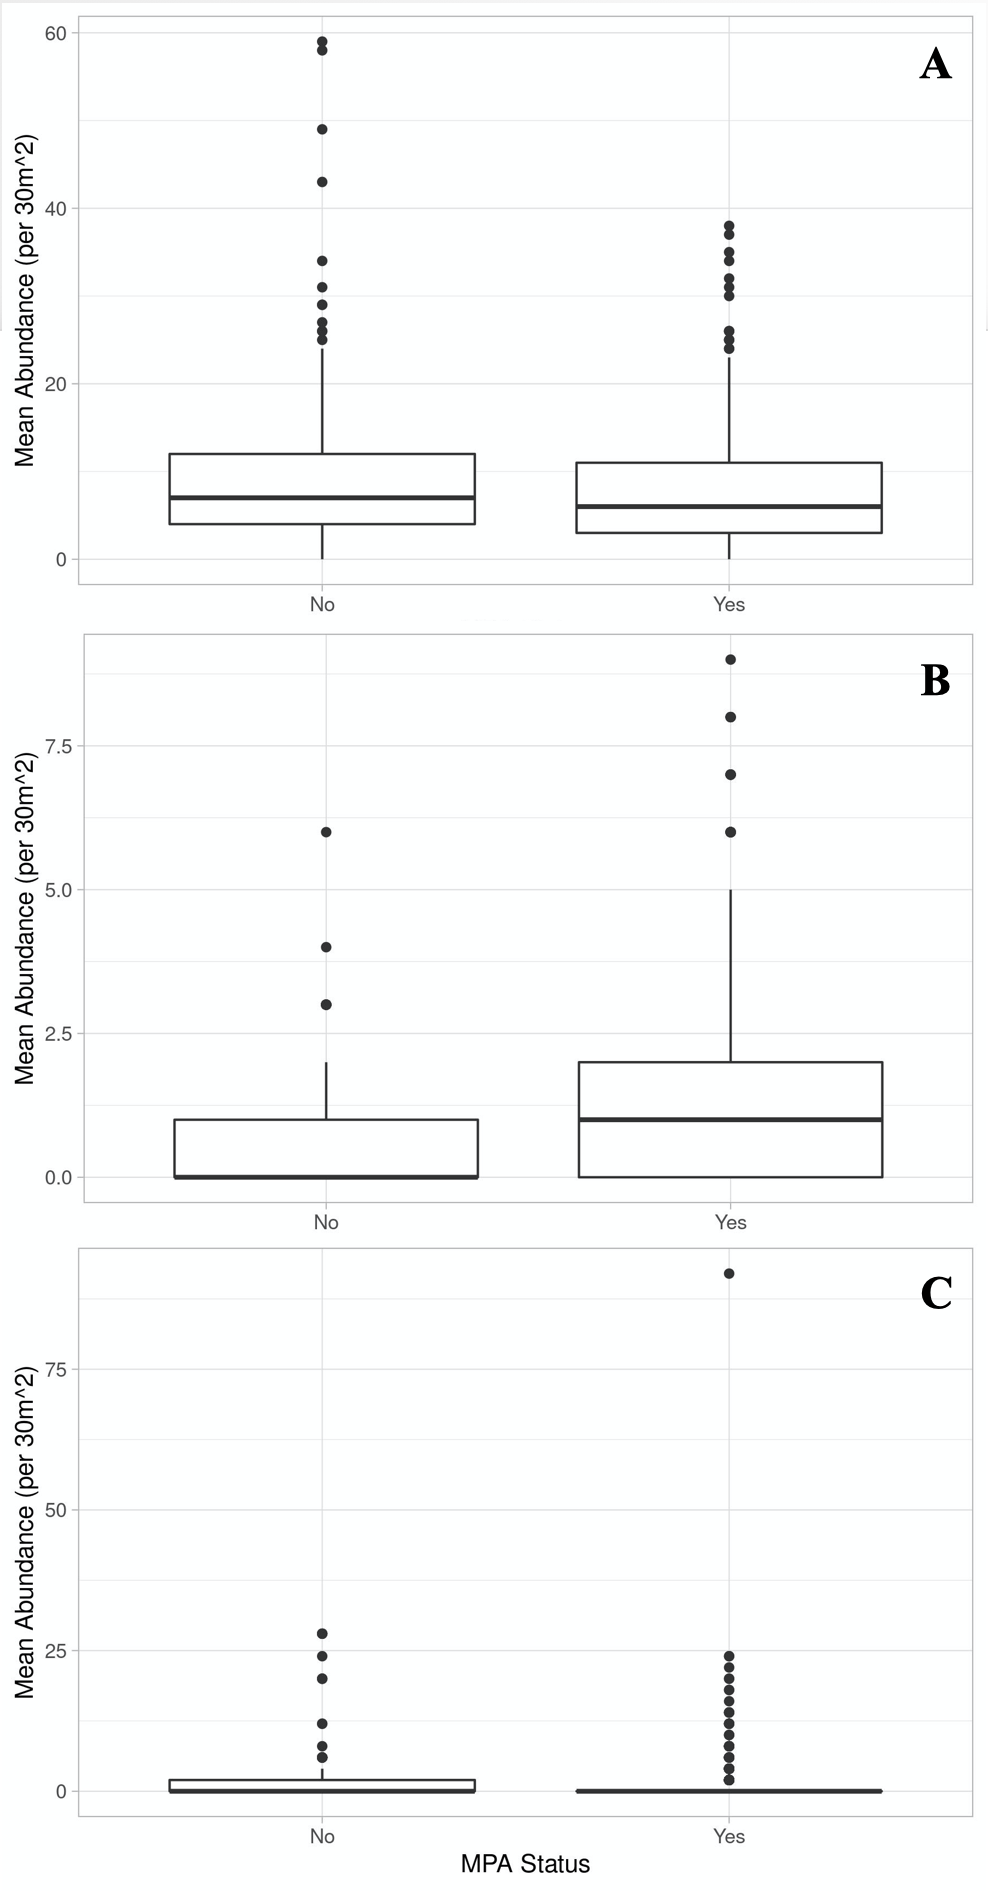 A
Mean Abundance (per 30m^2)
60
40
20
0
No Yes
B
Mean Abundance (per 30m^2)
7.5
5.0
2.5
0.0
No Yes
C
Mean Abundance (per 30m^2)
75
50
25
0
No Yes
MPA Status